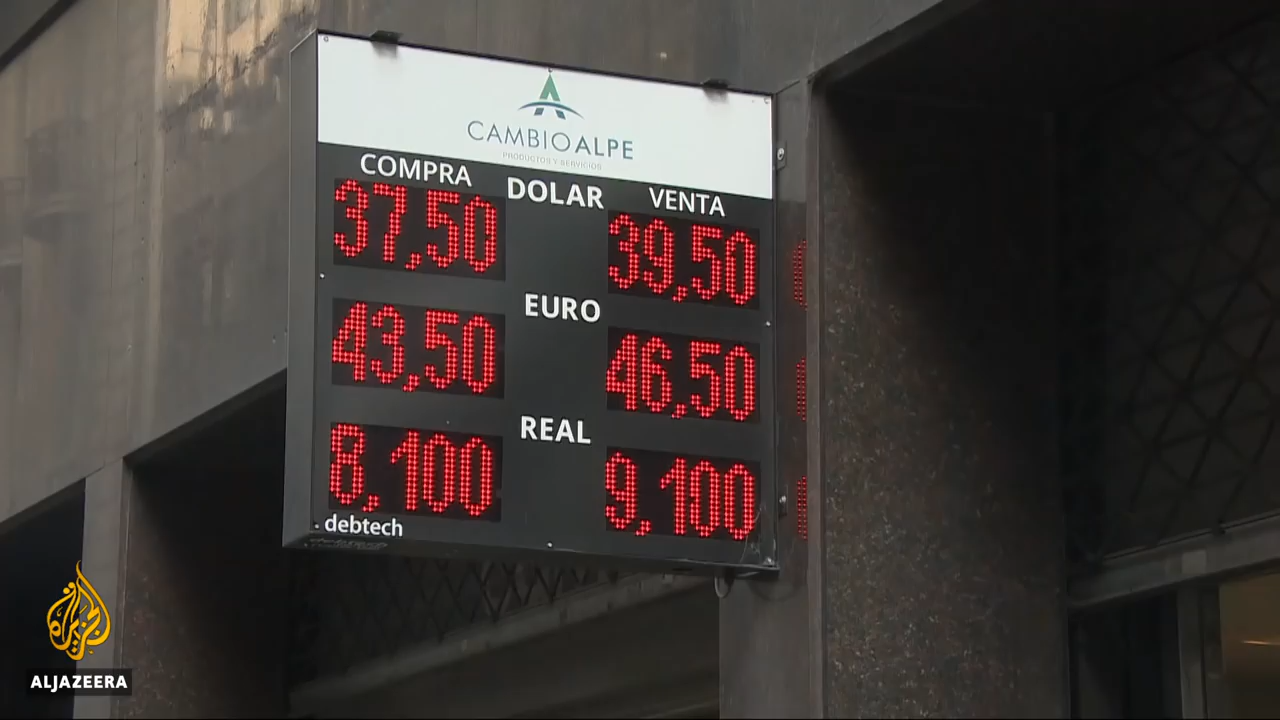 CAMBIOALPE
PRODUCTOS Y SERVICIOS
COMPRA DOLAR VENTA
37,50 39,50
EURO
43,50 46,50
REAL
8,100 9,100
debtech
ALJAZEERA